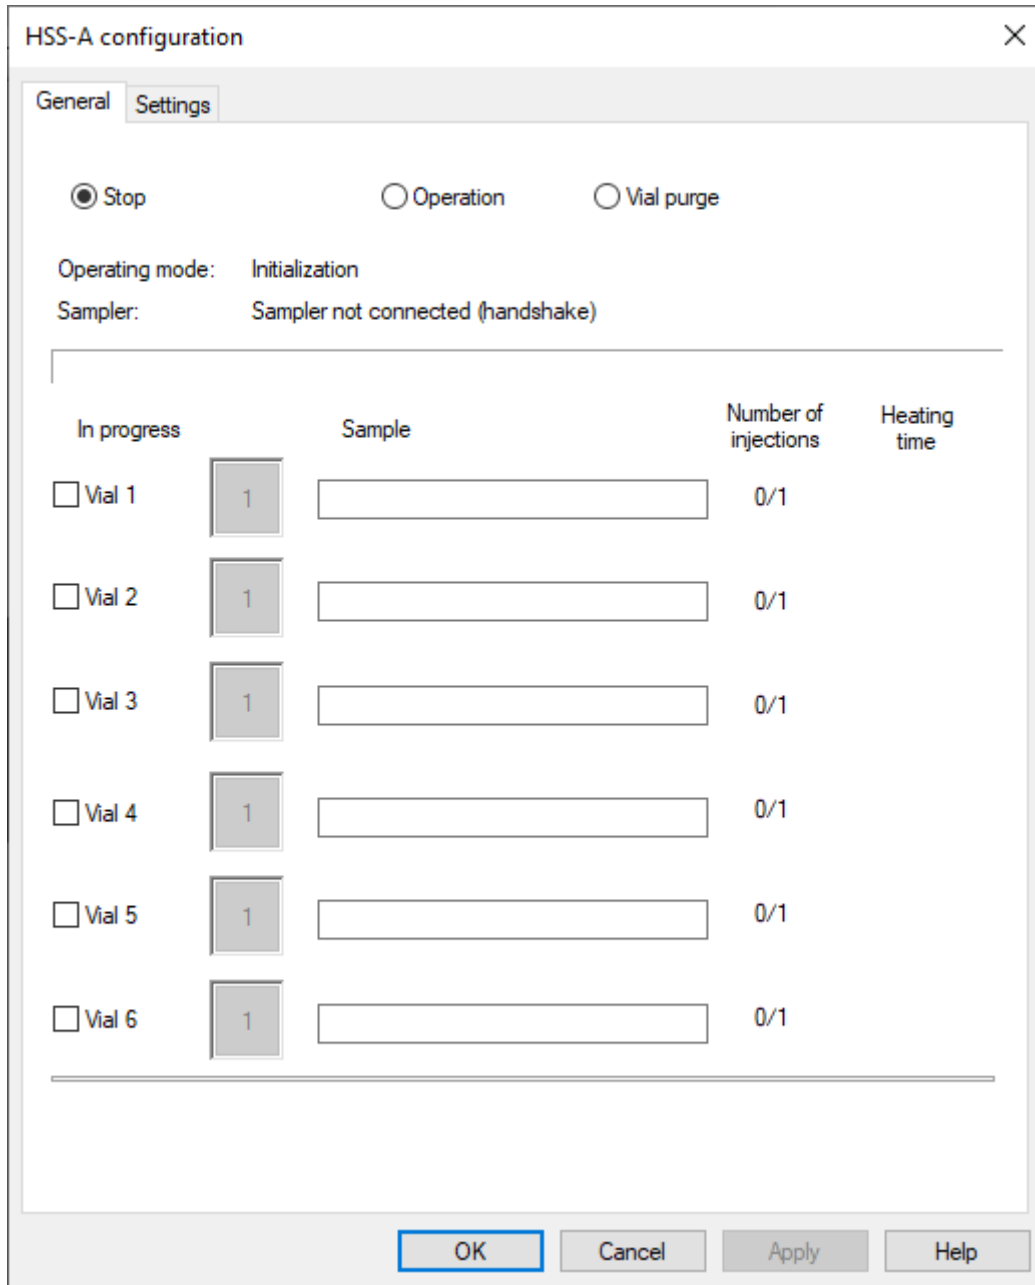 HSS-A configuration
General Settings
Stop Operation Vial purge
Operating mode: Initialization
Sampler: Sampler not connected (handshake)
In progress Sample Number of injections Heating time
Vial 1 1 0/1
Vial 2 1 0/1
Vial 3 1 0/1
Vial 4 1 0/1
Vial 5 1 0/1
Vial 6 1 0/1
OK Cancel Apply Help